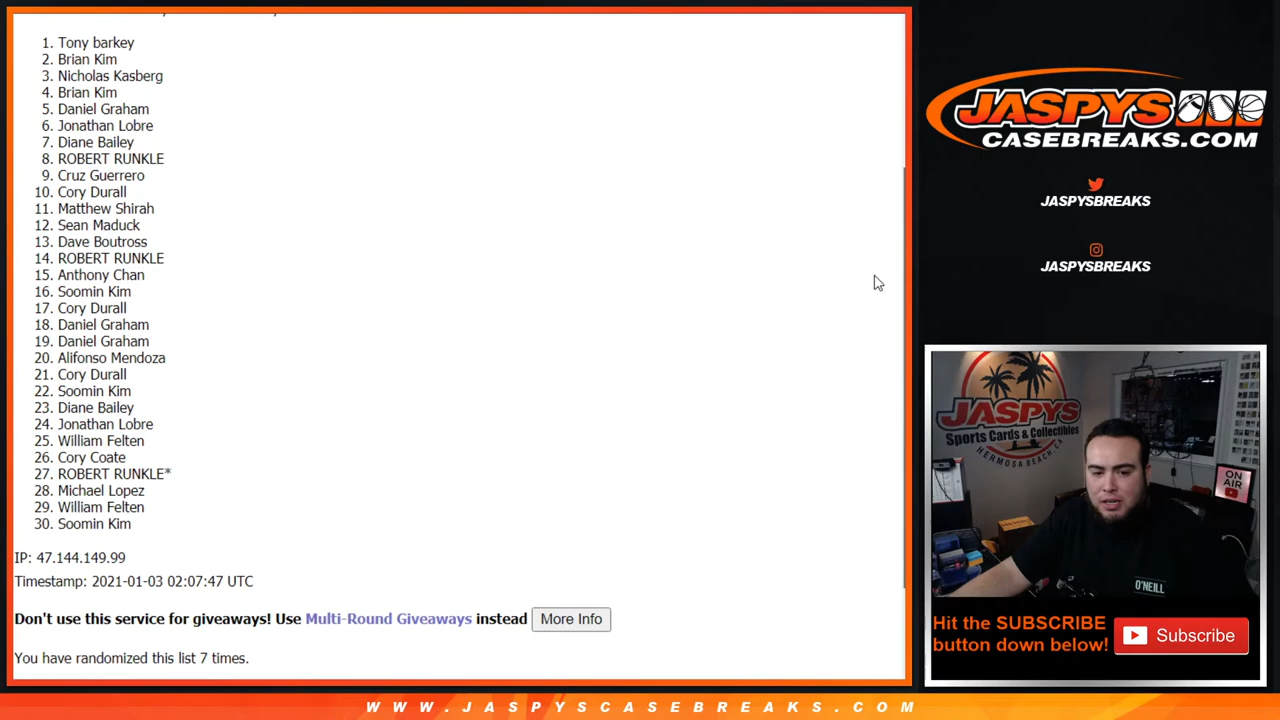 1. Tony barkey
2. Brian Kim
3. Nicholas Kasberg
4. Brian Kim
5. Daniel Graham
6. Jonathan Lobre
7. Diane Bailey
8. ROBERT RUNKLE
9. Cruz Guerrero
10. Cory Durall
11. Matthew Shirah
12. Sean Maduck
13. Dave Boutross
14. ROBERT RUNKLE
15. Anthony Chan
16. Soomin Kim
17. Cory Durall
18. Daniel Graham
19. Daniel Graham
20. Alifonso Mendoza
21. Cory Durall
22. Soomin Kim
23. Diane Bailey
24. Jonathan Lobre
25. William Felten
26. Cory Coate
27. ROBERT RUNKLE*
28. Michael Lopez
29. William Felten
30. Soomin Kim
IP: 47.144.149.99
Timestamp: 2021-01-03 02:07:47 UTC
Don't use this service for giveaways! Use Multi-Round Giveaways instead More Info
You have randomized this list 7 times.
JASPYS
CASEBREAKS.COM
JASPYSBREAKS
JASPYSBREAKS
JASPYS
Sports Cards & Collectibles
HERMOSA BEACH, CA
ON
AIR
O'NEILL
Hit the SUBSCRIBE
button down below!
Subscribe
WWW.JASPYSCASEBREAKS.COM